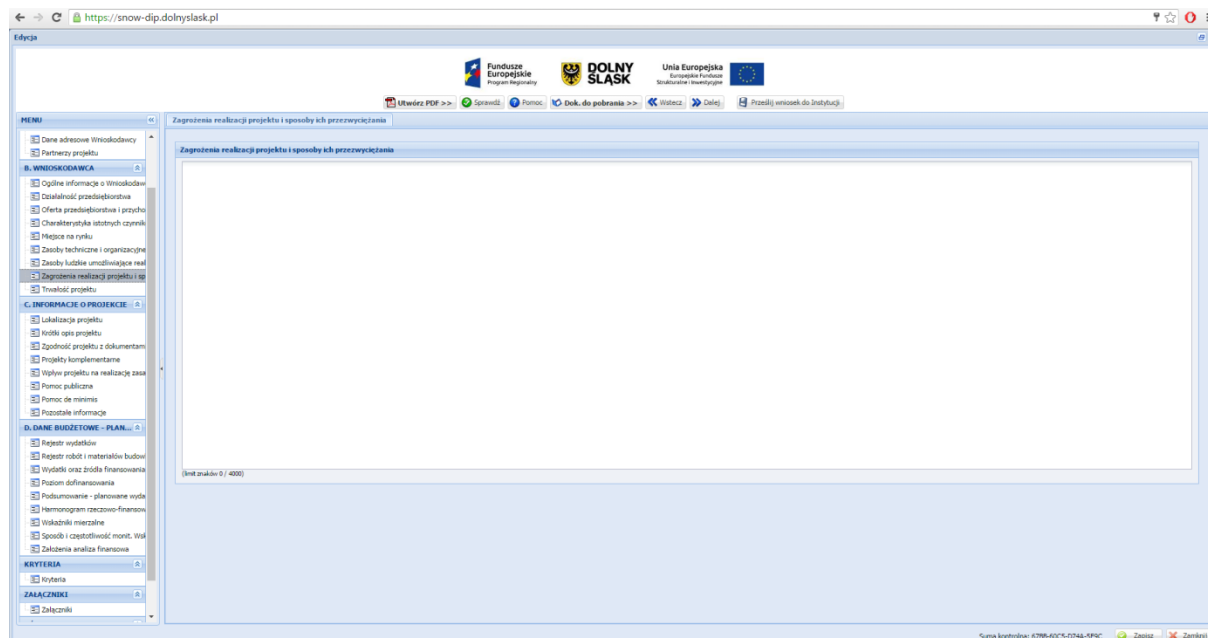 https://snow-dip.dolnyslask.pl
Edycja
Fundusze
Europejskie
Program Regionalny
DOLNY
ŚLĄSK
Unia Europejska
Europejskie Fundusze
Strukturalne i Inwestycyjne
Utwórz PDF >> Sprawdź Pomoc Dok. do pobrania >> Wstecz Dalej Prześlij wniosek do Instytucji
MENU
Dane adresowe Wnioskodawcy
Partnerzy projektu
B. WNIOSKODAWCA
Ogólne informacje o Wnioskodaw
Działalność przedsiębiorstwa
Oferta przedsiębiorstwa i przycho
Charakterystyka istotnych czynnik
Miejsce na rynku
Zasoby techniczne i organizacyjne
Zasoby ludzkie umożliwiające real
Zagrożenia realizacji projektu i sp
Trwałość projektu
C. INFORMACJE O PROJEKCIE
Lokalizacja projektu
Krótki opis projektu
Zgodność projektu z dokumentam
Projekty komplementarne
Wpływ projektu na realizację zasa
Pomoc publiczna
Pomoc de minimis
Pozostałe informacje
D. DANE BUDŻETOWE - PLAN...
Rejestr wydatków
Rejestr robót i materiałów budow
Wydatki oraz źródła finansowania
Poziom dofinansowania
Podsumowanie - planowane wyda
Harmonogram rzeczowo-finansow
Wskaźniki mierzalne
Sposób i częstotliwość monit. Wsk
Założenia analiza finansowa
KRYTERIA
Kryteria
ZAŁĄCZNIKI
Załączniki
Zagrożenia realizacji projektu i sposoby ich przezwyciężania
Zagrożenia realizacji projektu i sposoby ich przezwyciężania
(limit znaków 0 / 4000)
Suma kontrolna: Zapisz Zamknij